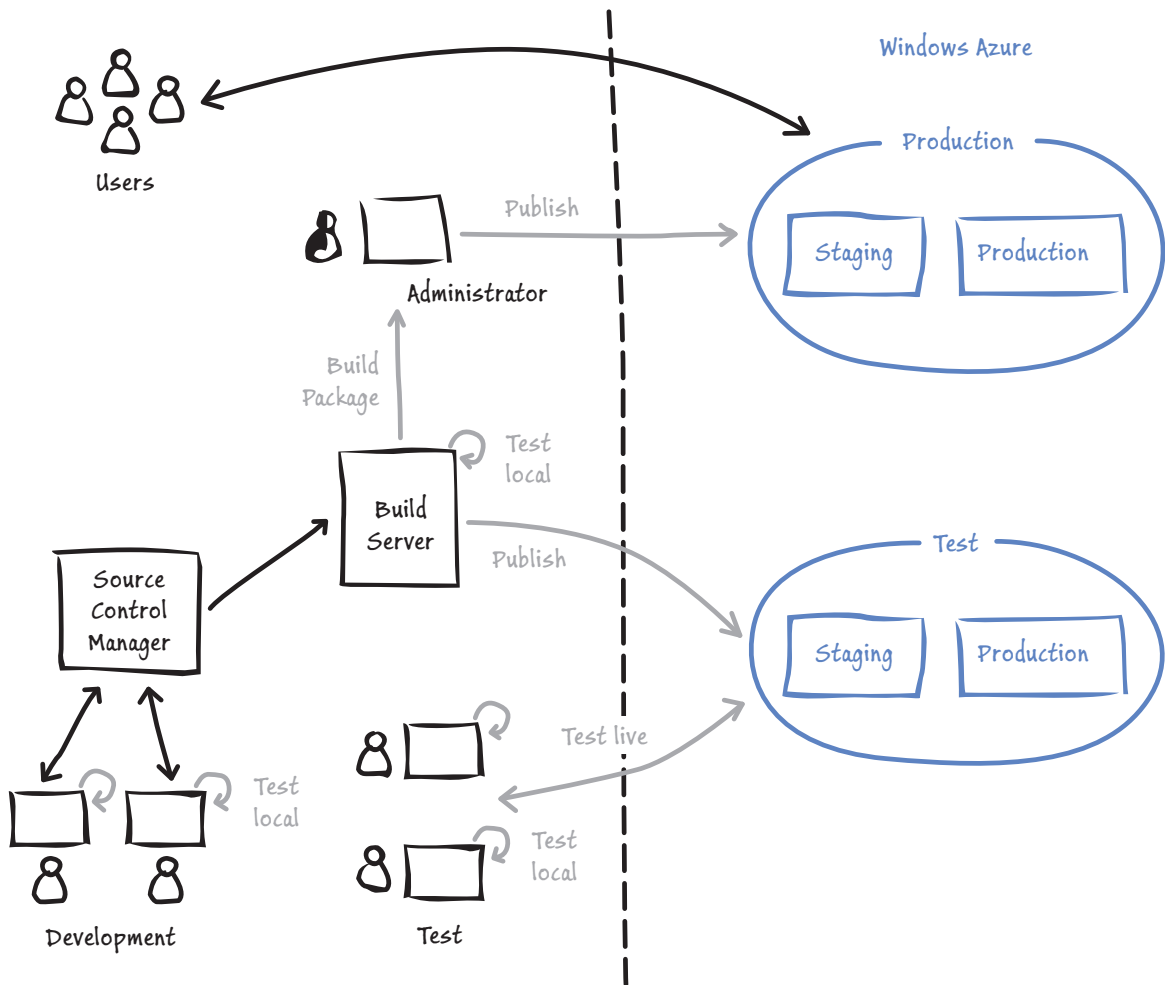 Windows Azure
Production
Users
Publish
Staging
Production
Administrator
Build
Package
Test
local
Build
Server
Publish
Test
Source
Control
Manager
Staging
Production
Test live
Test
local
Test
local
Development
Test